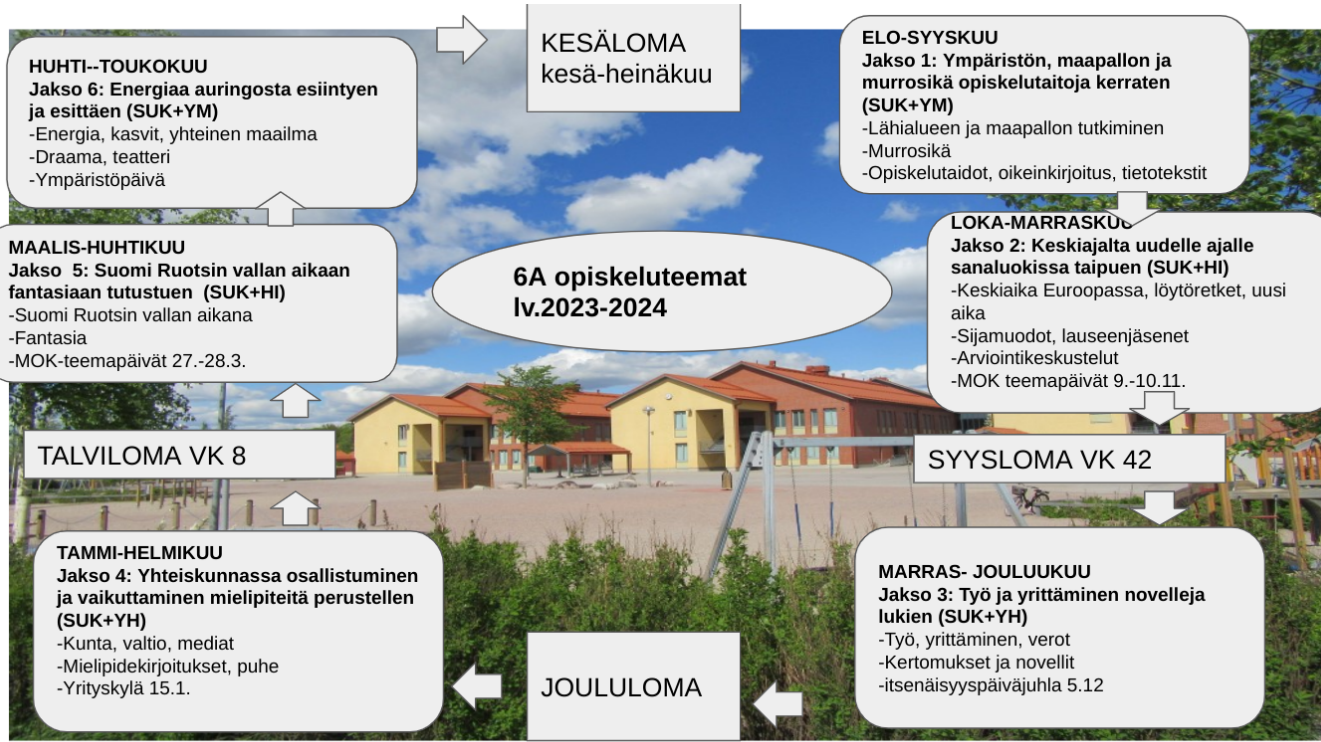 KESÄLOMA
kesä-heinäkuu
ELO-SYYSKUU
Jakso 1: Ympäristön, maapallon ja
murrosikä opiskelutaitoja kerraten
(SUK+YM)
-Lähialueen ja maapallon tutkiminen
-Murrosikä
-Opiskelutaidot, oikeinkirjoitus, tietotekstit
LOKA-MARRASKUU
Jakso 2: Keskiajalta uudelle ajalle
sanaluokissa taipuen (SUK+HI)
-Keskiaika Euroopassa, löytöretket, uusi
aika
-Sijamuodot, lauseenjäsenet
-Arviointikeskustelut
-MOK teemapäivät 9.-10.11.
SYYSLOMA VK 42
MARRAS- JOULUUKUU
Jakso 3: Työ ja yrittäminen novelleja
lukien (SUK+YH)
-Työ, yrittäminen, verot
-Kertomukset ja novellit
-itsenäisyyspäiväjuhla 5.12
JOULULOMA
TAMMI-HELMIKUU
Jakso 4: Yhteiskunnassa osallistuminen
ja vaikuttaminen mielipiteitä perustellen
(SUK+YH)
-Kunta, valtio, mediat
-Mielipidekirjoitukset, puhe
-Yrityskylä 15.1.
TALVILOMA VK 8
MAALIS-HUHTIKUU
Jakso  5: Suomi Ruotsin vallan aikaan
fantasiaan tutustuen  (SUK+HI)
-Suomi Ruotsin vallan aikana
-Fantasia
-MOK-teemapäivät 27.-28.3.
HUHTI--TOUKOKUU
Jakso 6: Energiaa auringosta esiintyen
ja esittäen (SUK+YM)
-Energia, kasvit, yhteinen maailma
-Draama, teatteri
-Ympäristöpäivä
6A opiskeluteemat
lv.2023-2024